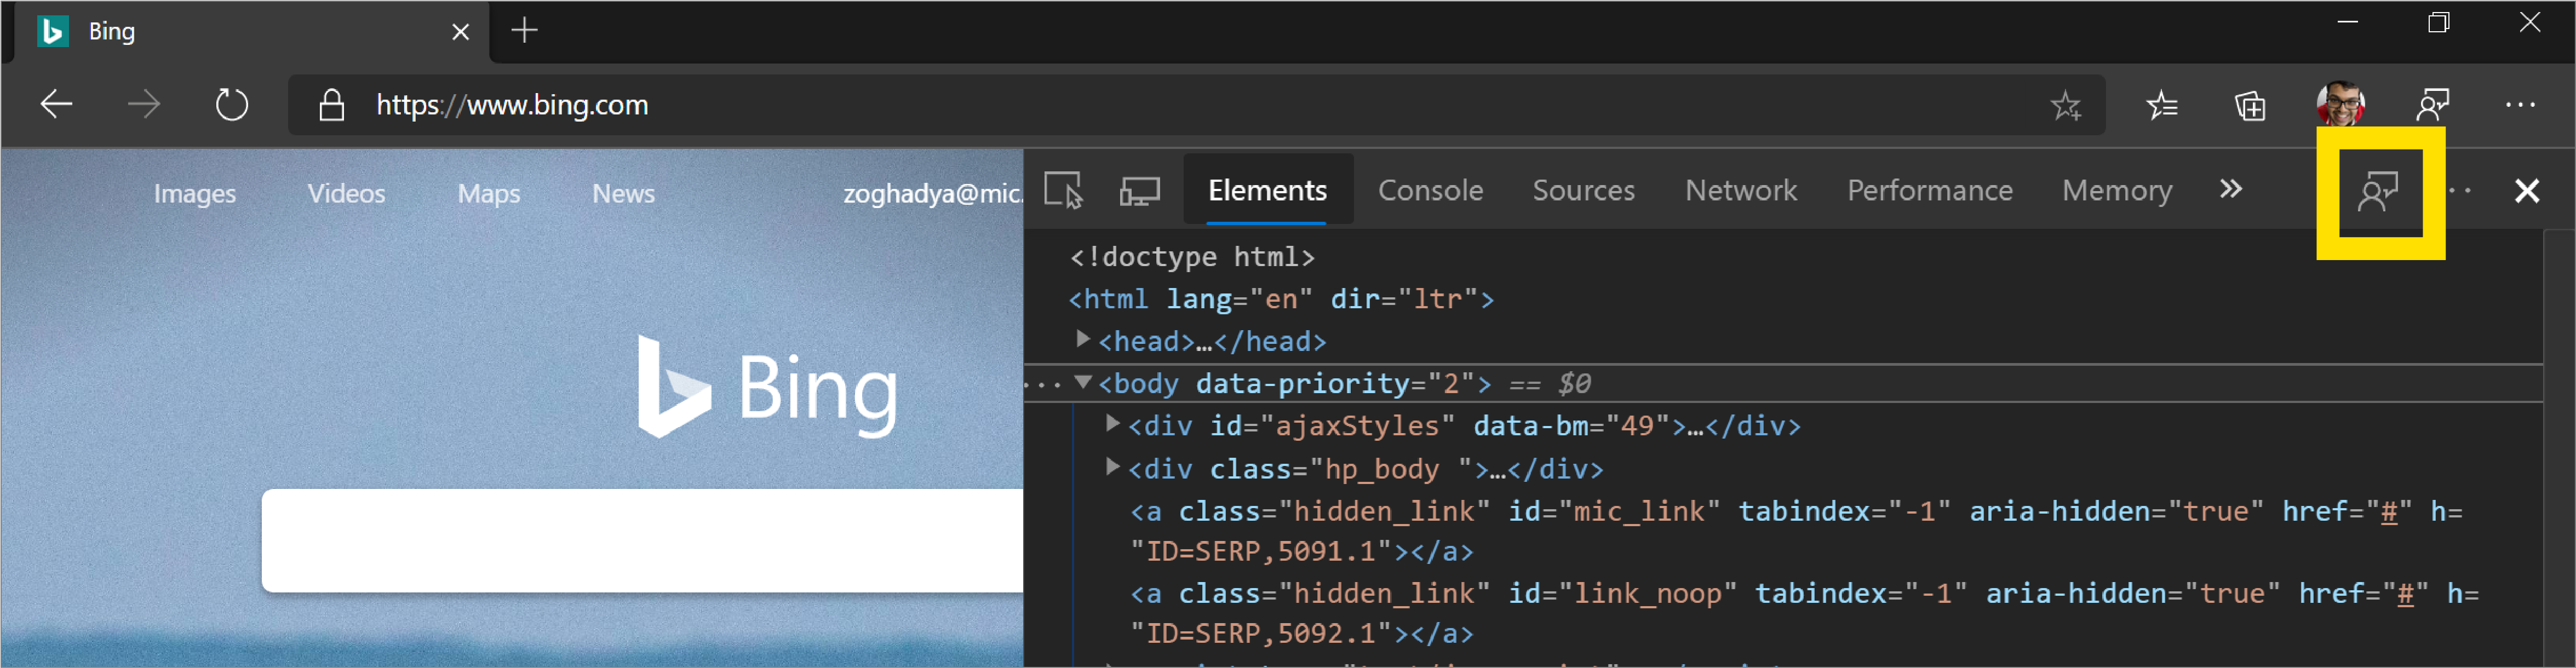 Bing
https://www.bing.com
Images Videos Maps News zoghadya@mic.
Elements Console Sources Network Performance Memory
Bing
<!doctype html>
<html lang="en" dir="ltr">
<head>…</head>
<body data-priority="2"> == $0
<div id="ajaxStyles" data-bm="49">…</div>
<div class="hp_body ">…</div>
<a class="hidden_link" id="mic_link" tabindex="-1" aria-hidden="true" href="#" h=
"ID=SERP,5091.1"></a>
<a class="hidden_link" id="link_noop" tabindex="-1" aria-hidden="true" href="#" h=
"ID=SERP,5092.1"></a>